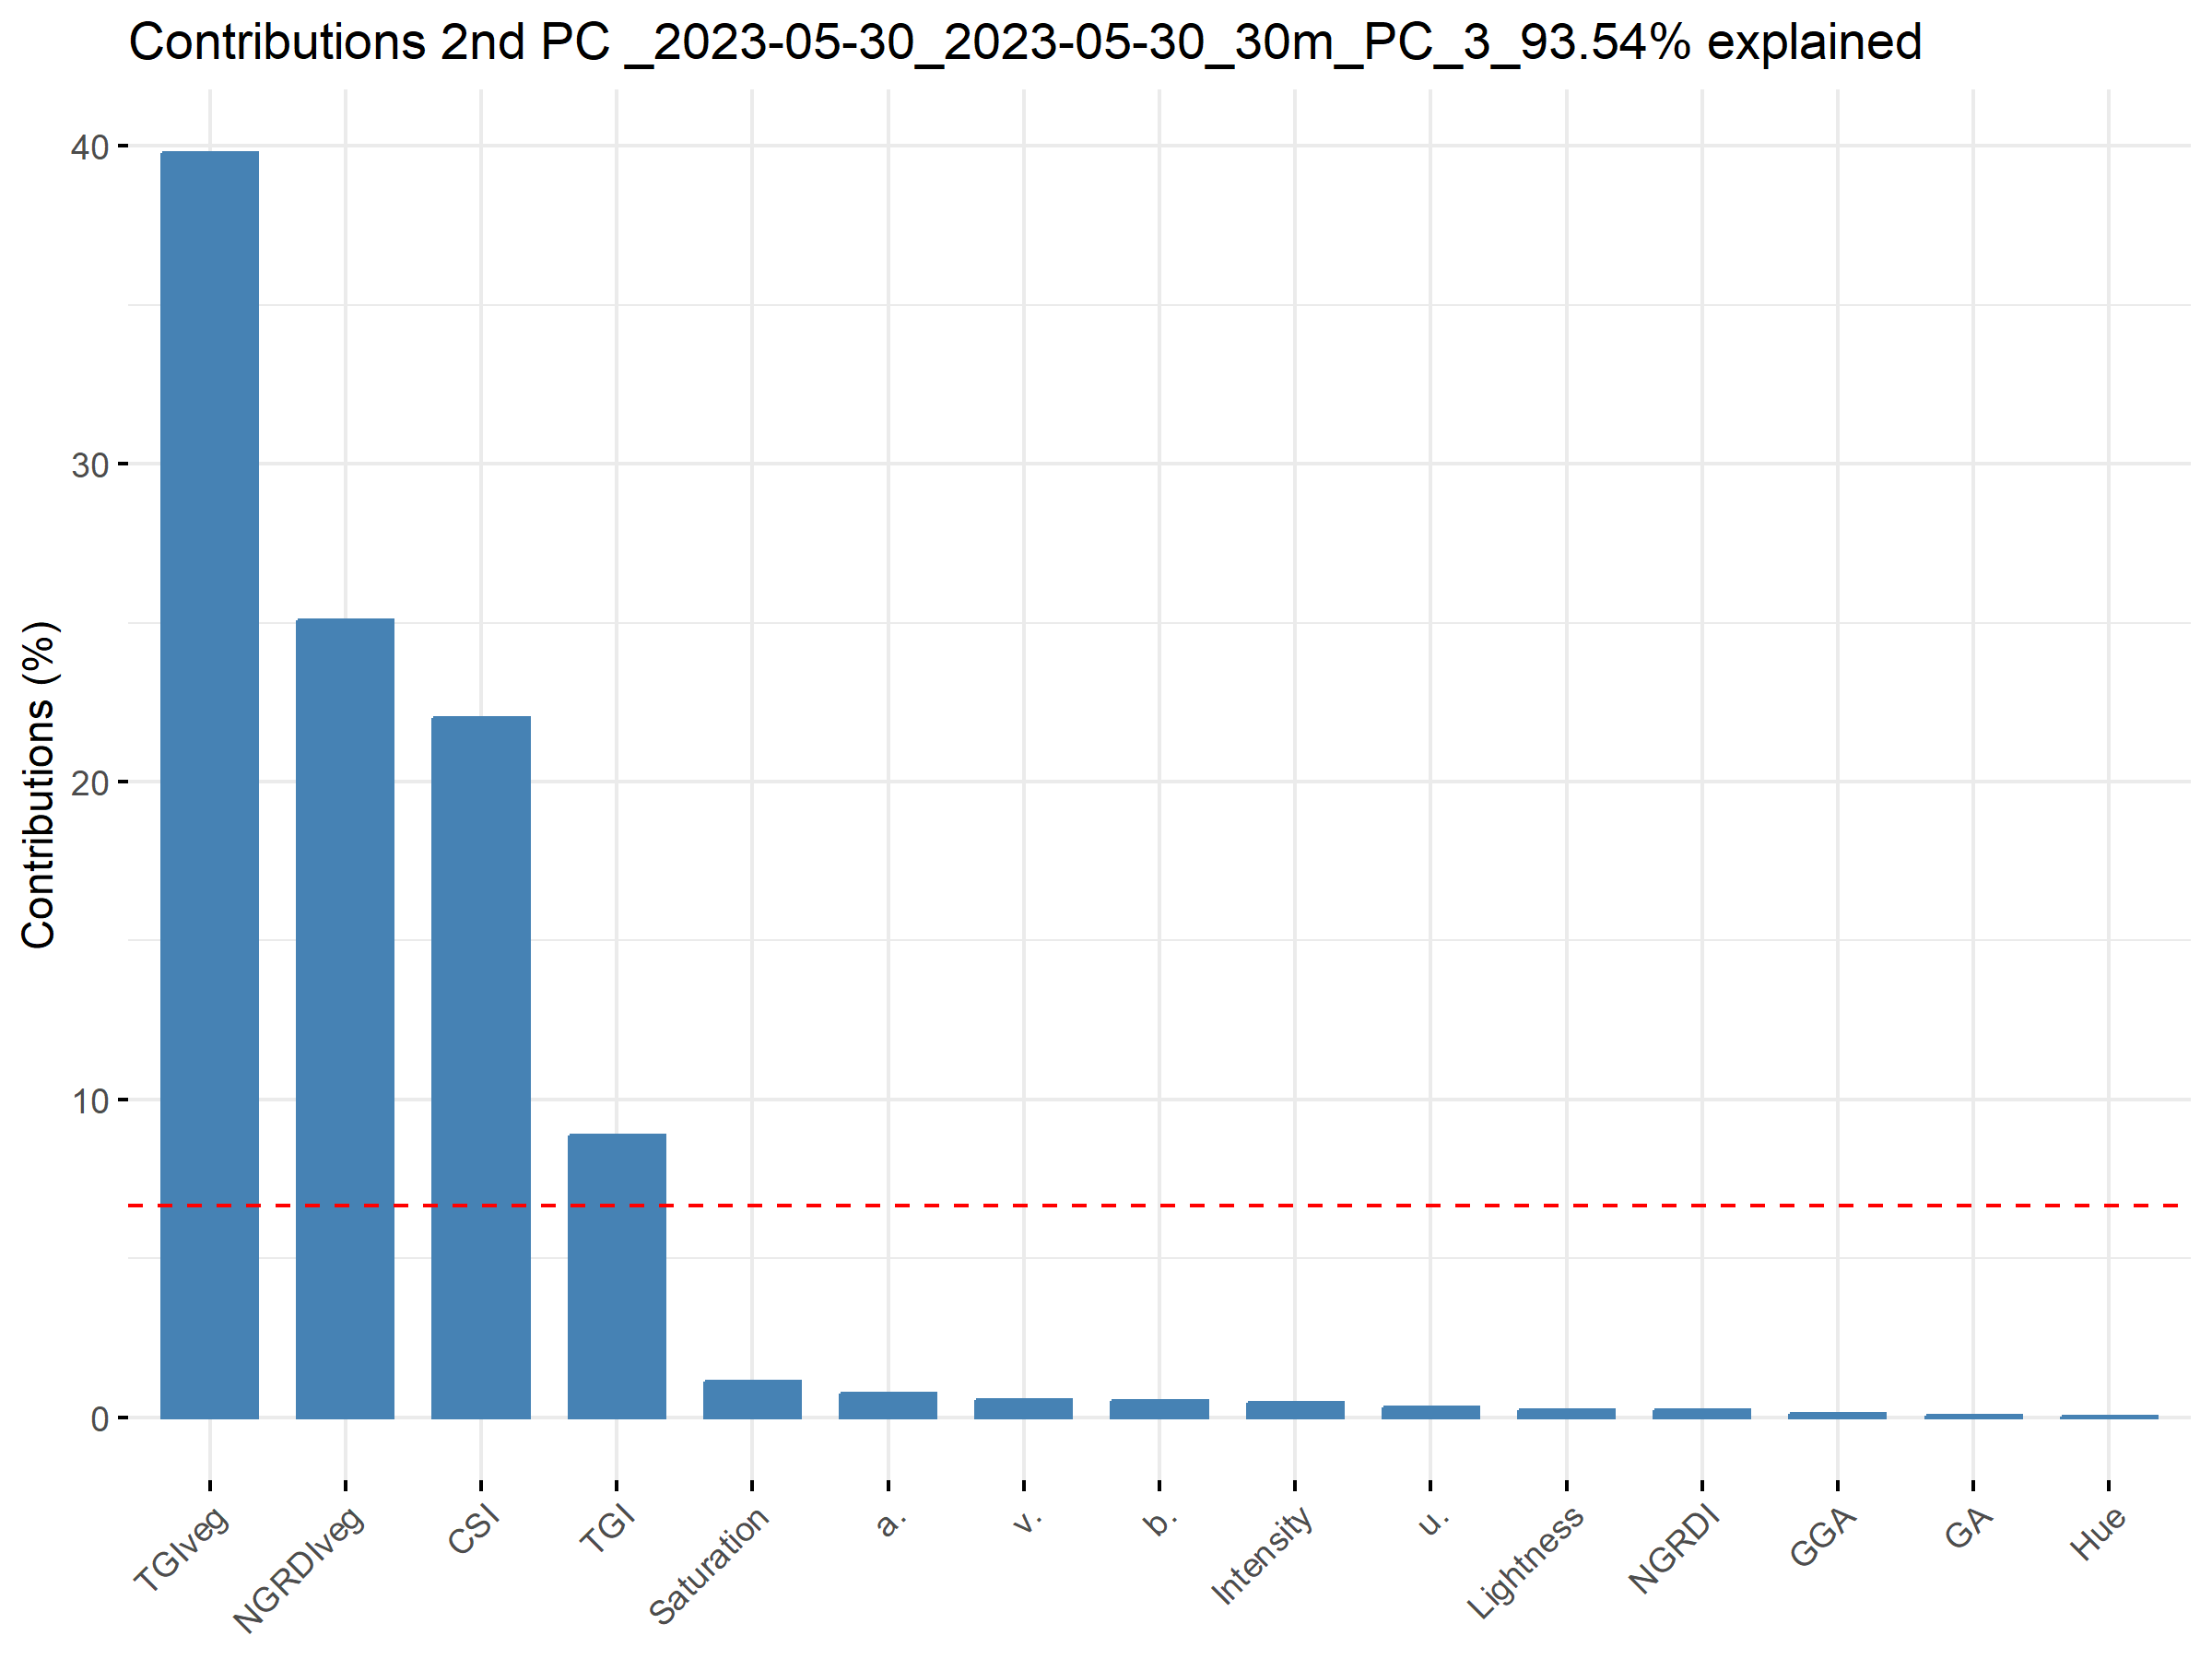 Contributions 2nd PC _2023-05-30_2023-05-30_30m_PC_3_93.54% explained
Contributions (%)
40
30
20
10
0
TGIveg
NGRDIveg
CSI
TGI
Saturation
a.
v.
b.
Intensity
u.
Lightness
NGRDI
GGA
GA
Hue